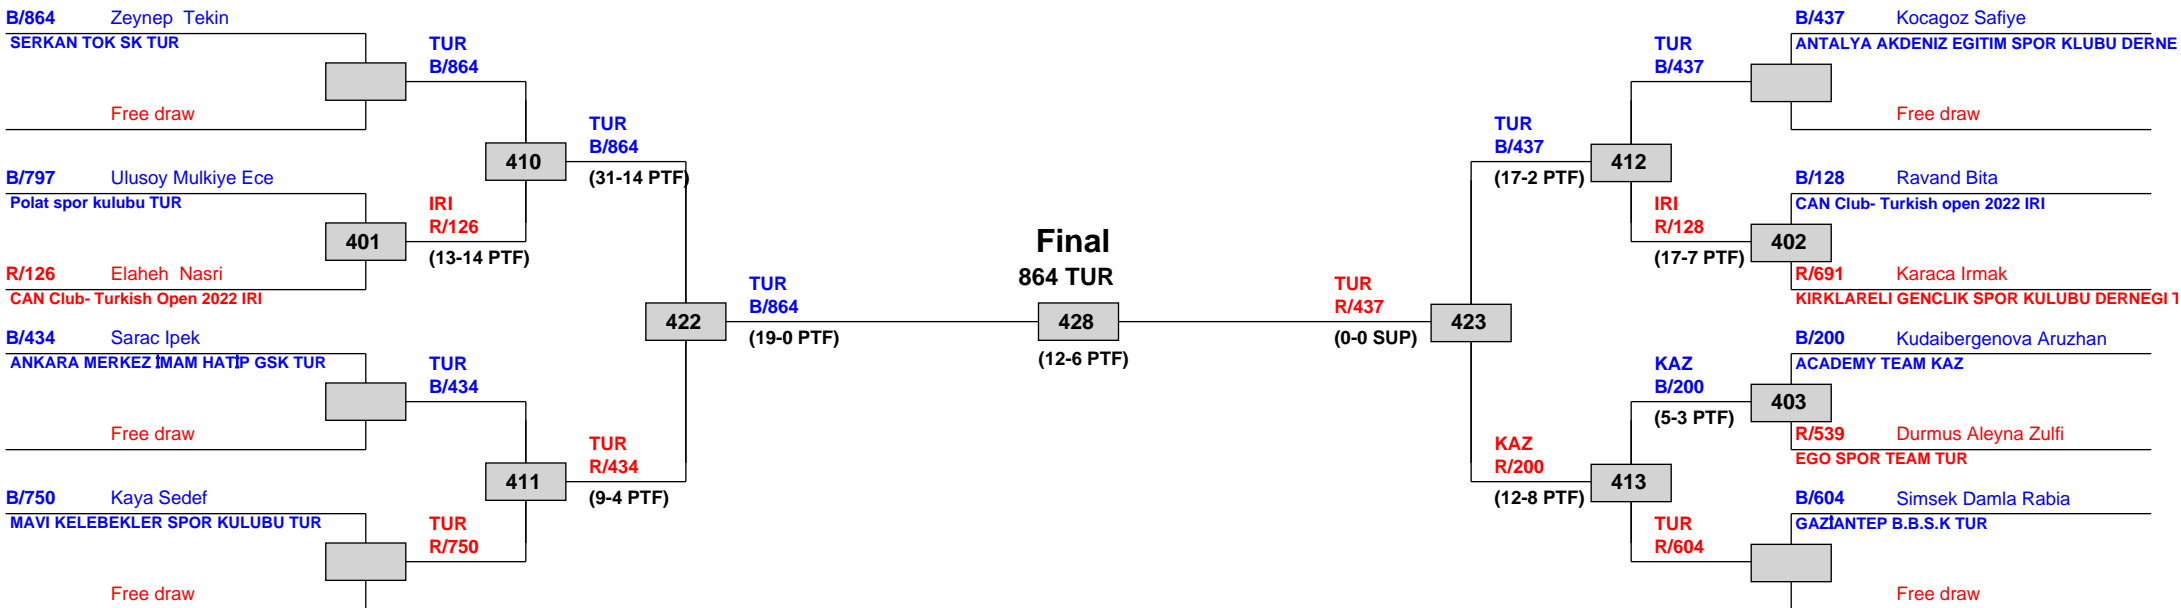 B/864 Zeynep  Tekin
SERKAN TOK SK TUR
Free draw
TUR
B/864
B/797 Ulusoy Mulkiye Ece
Polat spor kulubu TUR
401
R/126 Elaheh  Nasri
CAN Club- Turkish Open 2022 IRI
IRI
R/126
(13-14 PTF)
410
TUR
B/864
(31-14 PTF)
B/434 Sarac Ipek
ANKARA MERKEZ İMAM HATİP GSK TUR
Free draw
TUR
B/434
B/750 Kaya Sedef
MAVI KELEBEKLER SPOR KULUBU TUR
Free draw
TUR
R/750
411
TUR
R/434
(9-4 PTF)
422
TUR
B/864
(19-0 PTF)
Final
864 TUR
428
(12-6 PTF)
TUR
R/437
(0-0 SUP)
423
TUR
B/437
(17-2 PTF)
412
TUR
B/437
B/437 Kocagoz Safiye
ANTALYA AKDENIZ EGITIM SPOR KLUBU DERNE
Free draw
IRI
R/128
(17-7 PTF)
402
B/128 Ravand Bita
CAN Club- Turkish open 2022 IRI
R/691 Karaca Irmak
KIRKLARELI GENCLIK SPOR KULUBU DERNEGI T
KAZ
R/200
(12-8 PTF)
413
KAZ
B/200
(5-3 PTF)
403
B/200 Kudaibergenova Aruzhan
ACADEMY TEAM KAZ
R/539 Durmus Aleyna Zulfi
EGO SPOR TEAM TUR
TUR
R/604
B/604 Simsek Damla Rabia
GAZİANTEP B.B.S.K TUR
Free draw